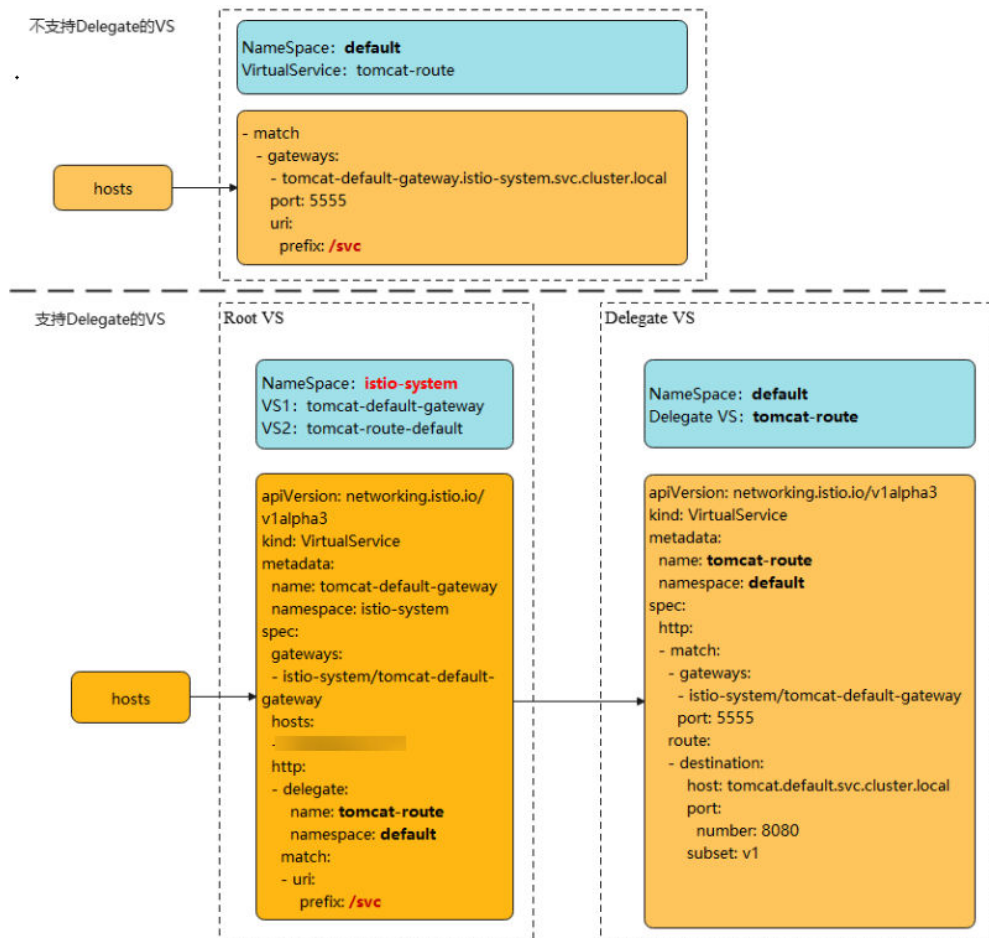 不支持Delegate的VS
NameSpace：default
VirtualService：tomcat-route
hosts
- match
- gateways:
- tomcat-default-gateway.istio-system.svc.cluster.local
port: 5555
uri:
prefix: /svc
支持Delegate的VS
Root VS
NameSpace：istio-system
VS1：tomcat-default-gateway
VS2：tomcat-route-default
hosts
apiVersion: networking.istio.io/
v1alpha3
kind: VirtualService
metadata:
name: tomcat-default-gateway
namespace: istio-system
spec:
gateways:
- istio-system/tomcat-default-
gateway
hosts:
-
http:
- delegate:
name: tomcat-route
namespace: default
match:
- uri:
prefix: /svc
Delegate VS
NameSpace：default
Delegate VS：tomcat-route
apiVersion: networking.istio.io/v1alpha3
kind: VirtualService
metadata:
name: tomcat-route
namespace: default
spec:
http:
- match:
- gateways:
- istio-system/tomcat-default-gateway
port: 5555
route:
- destination:
host: tomcat.default.svc.cluster.local
port:
number: 8080
subset: v1